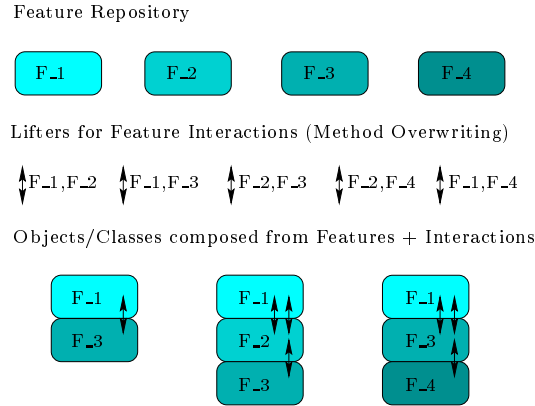 Feature Repository
F_1 F_2 F_3 F_4
Lifters for Feature Interactions (Method Overwriting)
F_1,F_2 F_1,F_3 F_2,F_3 F_2,F_4 F_1,F_4
Objects/Classes composed from Features + Interactions
F_1 F_1 F_1
F_3 F_2 F_3
F_3 F_4